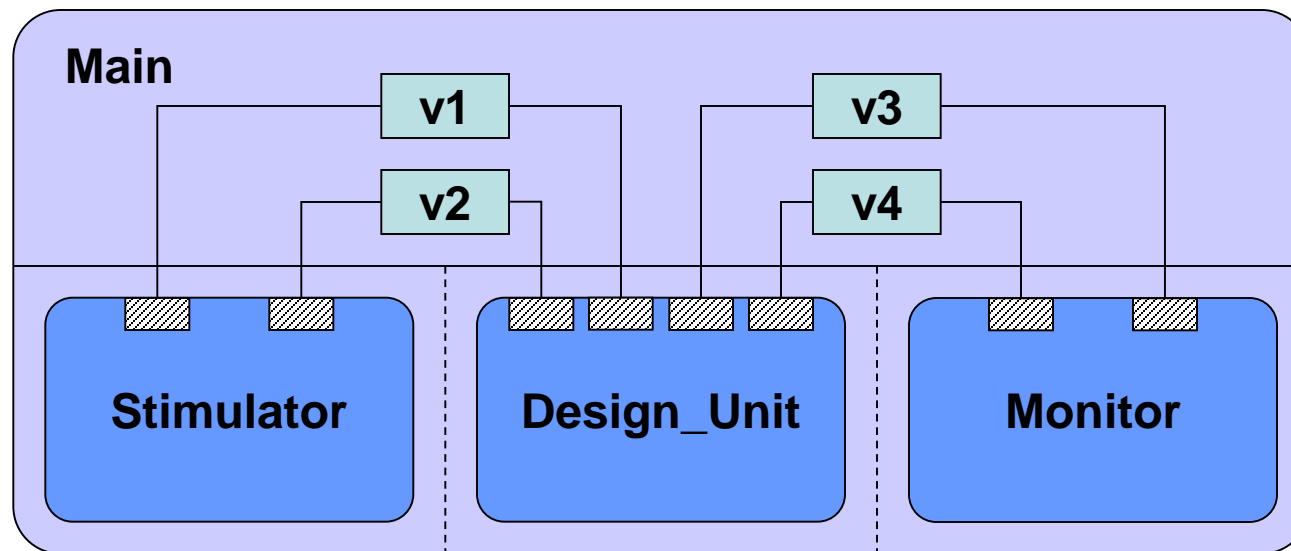 Main
v1
v3
v2
v4
Stimulator
Design_Unit
Monitor